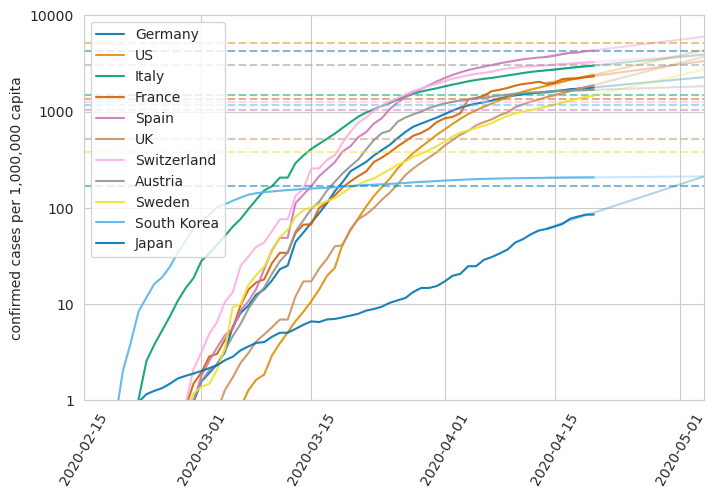 10000
1000
100
10
1
confirmed cases per 1,000,000 capita
Germany
US
Italy
France
Spain
UK
Switzerland
Austria
Sweden
South Korea
Japan
2020-02-15
2020-03-01
2020-03-15
2020-04-01
2020-04-15
2020-05-01